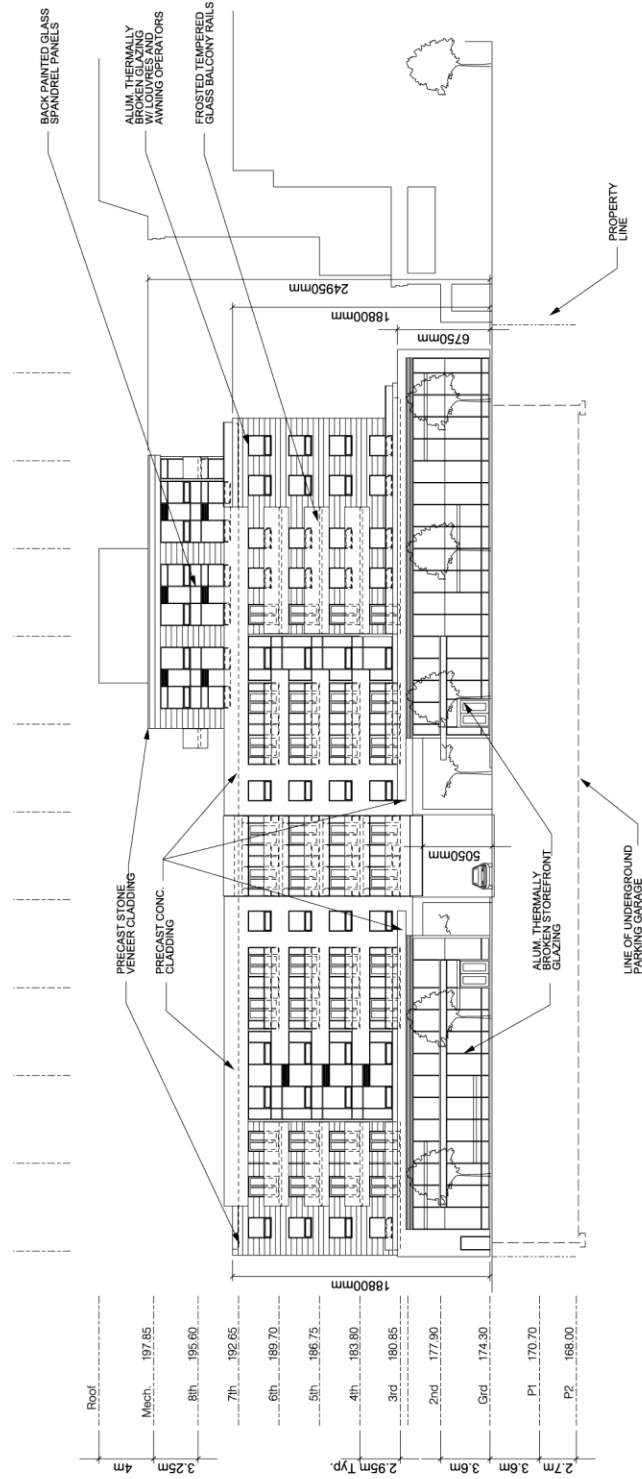 BACK PAINTED GLASS
SPANDREL PANELS
ALUM. THERMALLY
BROKEN GLAZING
W/ LOUVRES AND
AWNING OPERATORS
FROSTED TEMPERED
GLASS BALCONY RAILS
PRECAST STONE
VENEER CLADDING
PRECAST CONC.
CLADDING
Roof
Mech. 197.85
8th 195.60
7th 192.65
6th 189.70
5th 186.75
4th 183.80
3rd 180.85
2nd 177.90
Grd 174.30
P1 170.70
P2 168.00
4m
3.25m
2.95m Typ.
3.6m
3.6m
2.7m
18800mm
5050mm
6750mm
18800mm
24950mm
ALUM. THERMALLY
BROKEN STOREFRONT
GLAZING
LINE OF UNDERGROUND
PARKING GARAGE
PROPERTY
LINE